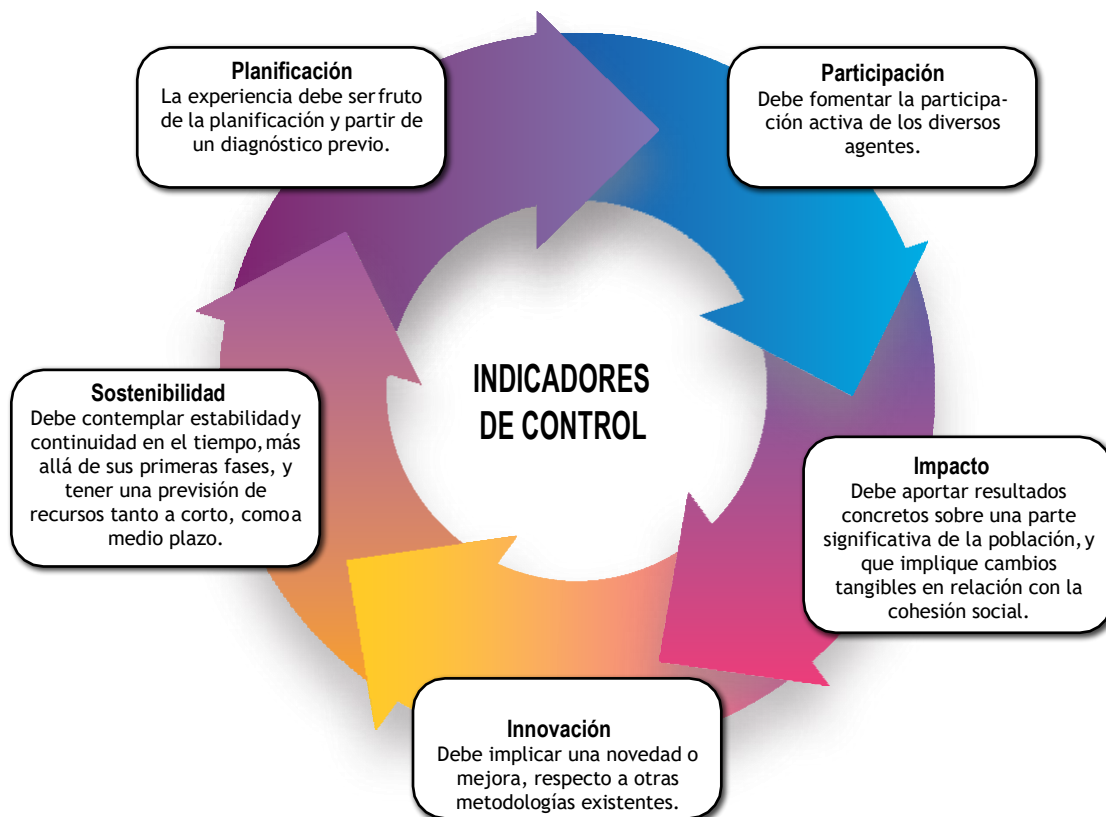 Planificación
La experiencia debe ser fruto
de la planificación y partir de
un diagnóstico previo.
Participación
Debe fomentar la participa-
ción activa de los diversos
agentes.
INDICADORES
DE CONTROL
Sostenibilidad
Debe contemplar estabilidad y
continuidad en el tiempo, más
allá de sus primeras fases, y
tener una previsión de
recursos tanto a corto, como a
medio plazo.
Impacto
Debe aportar resultados
concretos sobre una parte
significativa de la población, y
que implique cambios
tangibles en relación con la
cohesión social.
Innovación
Debe implicar una novedad o
mejora, respecto a otras
metodologías existentes.